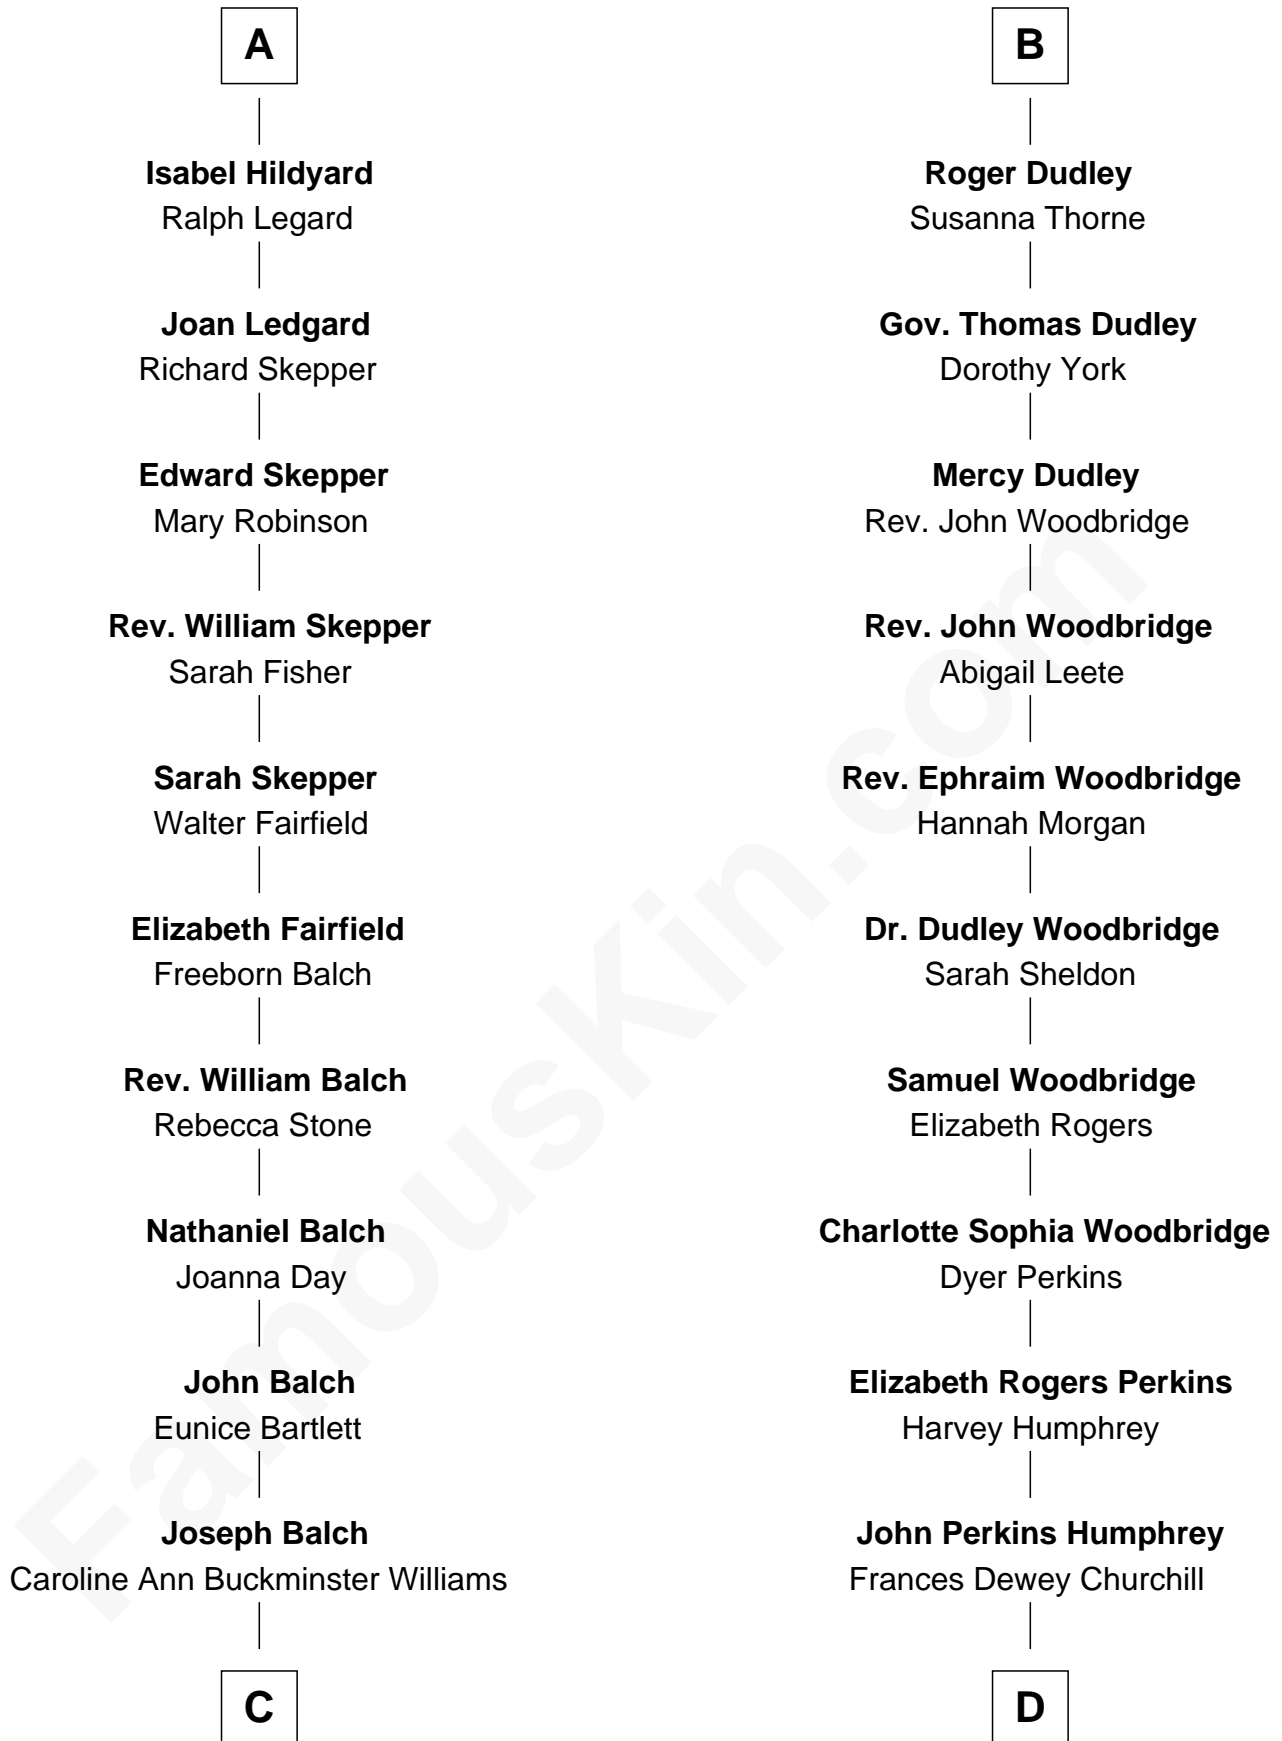 A
Isabel Hildyard
Ralph Legard
Joan Ledgard
Richard Skepper
Edward Skepper
Mary Robinson
Rev. William Skepper
Sarah Fisher
Sarah Skepper
Walter Fairfield
Elizabeth Fairfield
Freeborn Balch
Rev. William Balch
Rebecca Stone
Nathaniel Balch
Joanna Day
John Balch
Eunice Bartlett
Joseph Balch
Caroline Ann Buckminster Williams
C
B
Roger Dudley
Susanna Thorne
Gov. Thomas Dudley
Dorothy York
Mercy Dudley
Rev. John Woodbridge
Rev. John Woodbridge
Abigail Leete
Rev. Ephraim Woodbridge
Hannah Morgan
Dr. Dudley Woodbridge
Sarah Sheldon
Samuel Woodbridge
Elizabeth Rogers
Charlotte Sophia Woodbridge
Dyer Perkins
Elizabeth Rogers Perkins
Harvey Humphrey
John Perkins Humphrey
Frances Dewey Churchill
D
FamousKin.com